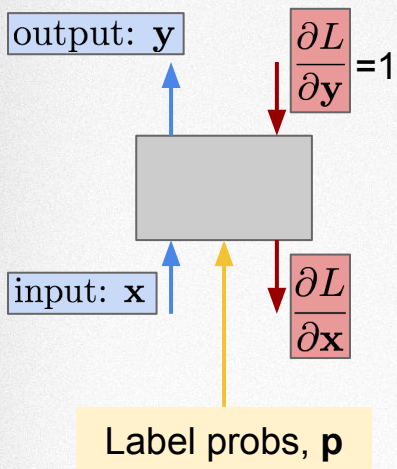 output: y
∂L
∂y
=1
input: x
∂L
∂x
Label probs, p